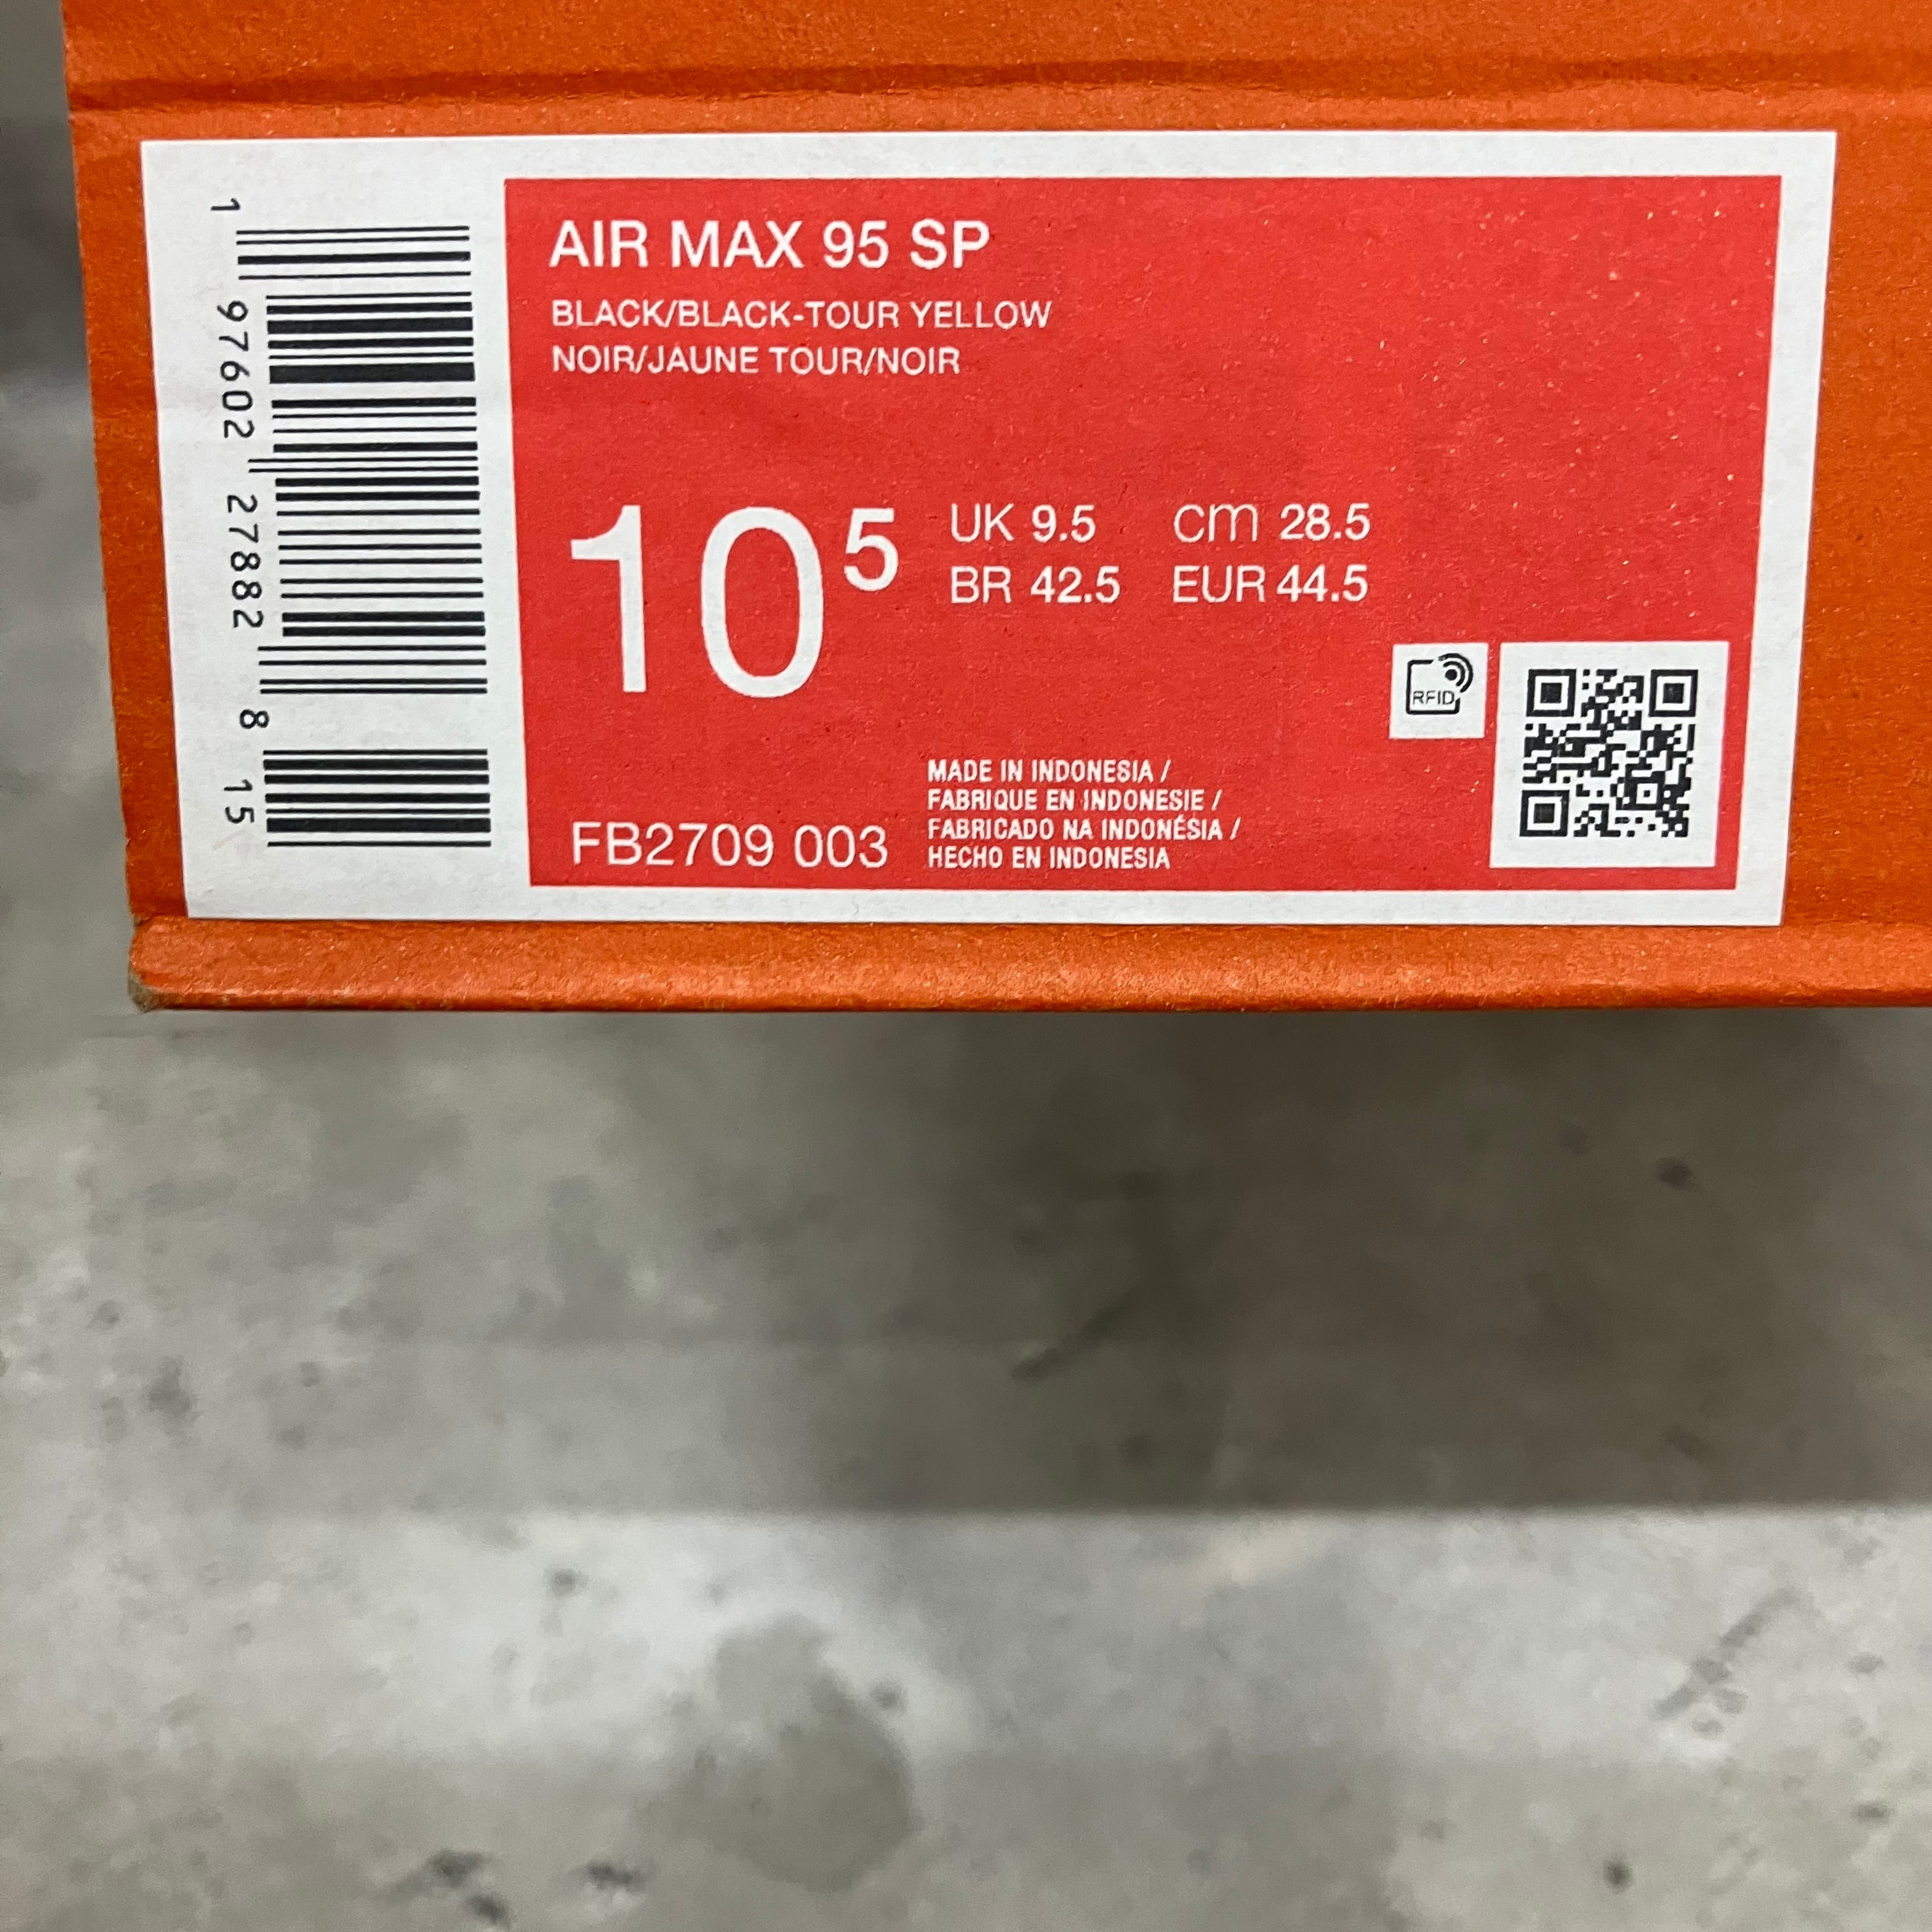 1 97602 27882 8 15
AIR MAX 95 SP
BLACK/BLACK-TOUR YELLOW
NOIR/JAUNE TOUR/NOIR
10 5
UK 9.5 cm 28.5
BR 42.5 EUR 44.5
RFID
FB2709 003
MADE IN INDONESIA /
FABRIQUE EN INDONESIE /
FABRICADO NA INDONÉSIA /
HECHO EN INDONESIA